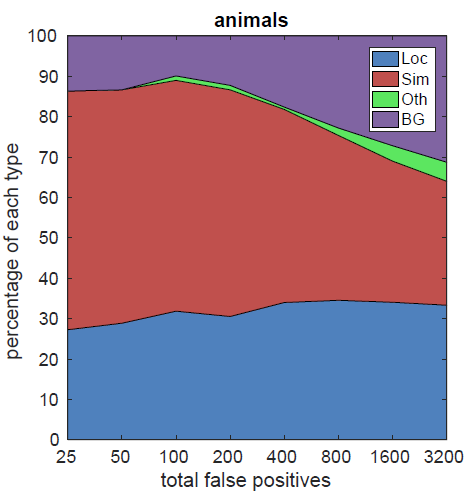 animals
percentage of each type
100
90
80
70
60
50
40
30
20
10
0
Loc
Sim
Oth
BG
25 50 100 200 400 800 1600 3200
total false positives